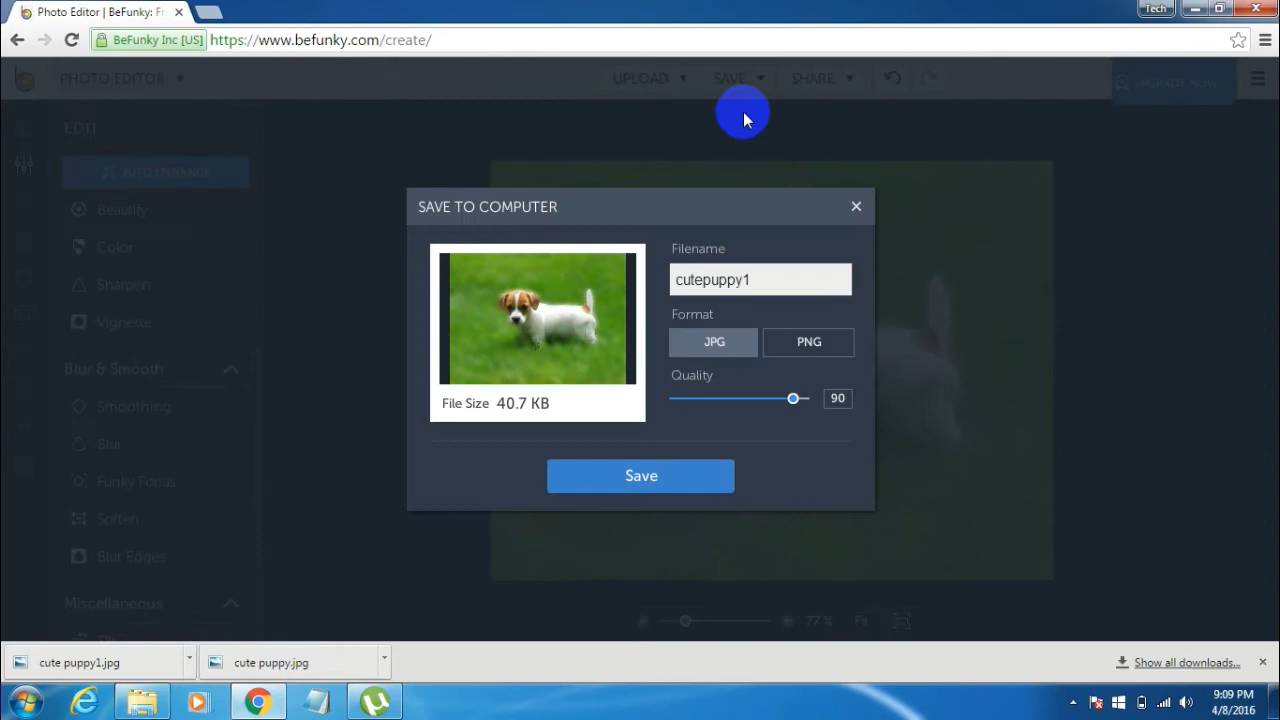 Photo Editor | BeFunky: Fr
Tech
BeFunky Inc [US]
https://www.befunky.com/create/
PHOTO EDITOR
UPLOAD
SAVE
SHARE
UPGRADE NOW
EDIT
AUTO ENHANCE
Beautify
Color
Sharpen
Vignette
Blur & Smooth
Smoothing
Blur
Funky Focus
Soften
Blur Edges
Miscellaneous
SAVE TO COMPUTER
Filename
cutepuppy1
Format
JPG PNG
Quality
90
File Size 40.7 KB
Save
77 %
cute puppy1.jpg
cute puppy.jpg
Show all downloads...
9:09 PM
4/8/2016